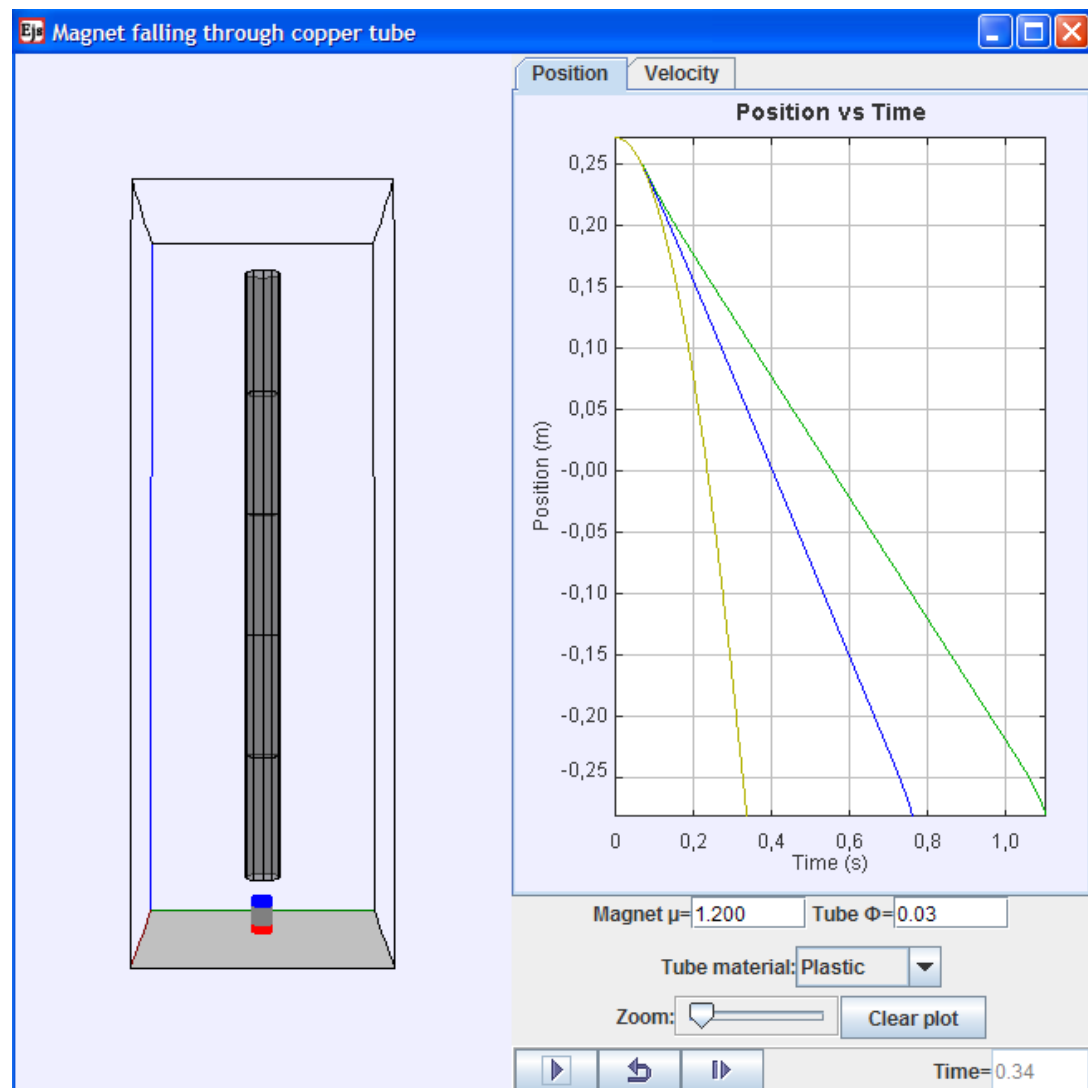 Ejs Magnet falling through copper tube
Position Velocity
Position vs Time
0,25
0,20
0,15
0,10
0,05
-0,00
-0,05
-0,10
-0,15
-0,20
-0,25
Position (m)
0 0,2 0,4 0,6 0,8 1,0
Time (s)
Magnet μ= 1.200 Tube Φ= 0.03
Tube material: Plastic
Zoom: Clear plot
Time= 0.34